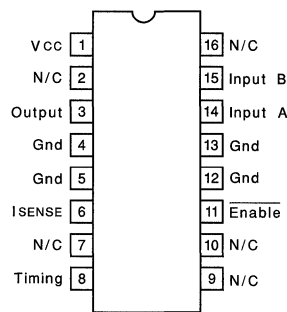 VCC 1 16 N/C
N/C 2 15 Input B
Output 3 14 Input A
Gnd 4 13 Gnd
Gnd 5 12 Gnd
ISENSE 6 11 Enable
N/C 7 10 N/C
Timing 8 9 N/C